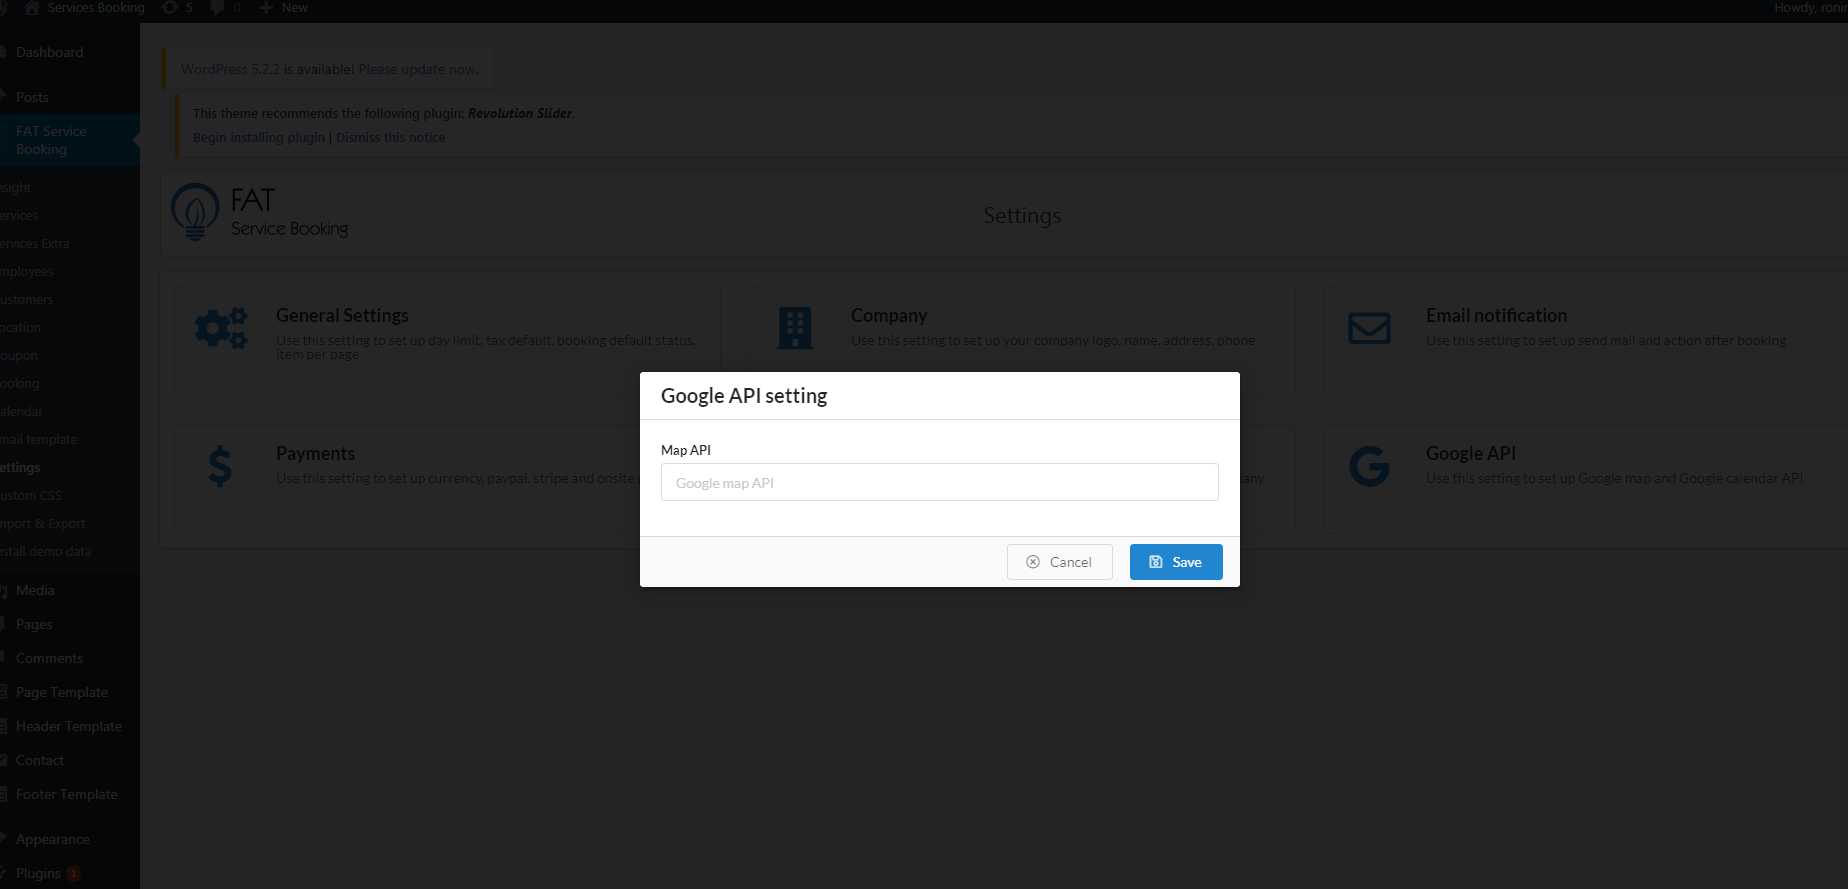 Services Booking 5 0 New
Howdy,
Dashboard
Posts
FAT Service
Booking
nsight
ervices
ervices Extra
mployees
ustomers
ocation
oupon
ooking
alendar
mail template
ettings
ustom CSS
mport & Export
nstall demo data
Media
Pages
Comments
Page Template
Header Template
Contact
Footer Template
Appearance
Plugins 1
WordPress 5.2.2 is available! Please update now.
This theme recommends the following plugin: Revolution Slider.
Begin installing plugin | Dismiss this notice
FAT
Service Booking
Settings
General Settings
Use this setting to set up day limit, tax default, booking default status,
item per page
Company
Use this setting to set up your company logo, name, address, phone
Email notification
Use this setting to set up send mail and action after booking
Payments
Use this setting to set up currency, paypal, stripe and onsite
Google API
Use this setting to set up Google map and Google calendar API
Google API setting
Map API
Google map API
Cancel
Save